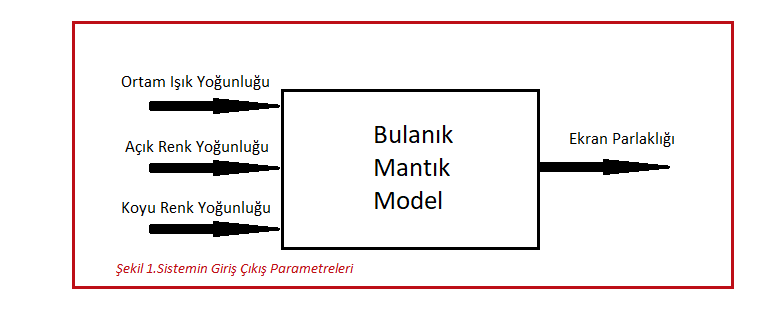 Ortam Işık Yoğunluğu
Açık Renk Yoğunluğu
Koyu Renk Yoğunluğu
Bulanık
Mantık
Model
Ekran Parlaklığı
Şekil 1.Sistemin Giriş Çıkış Parametreleri